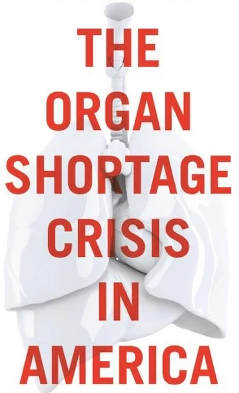 THE
ORGAN
SHORTAGE
CRISIS
IN
AMERICA